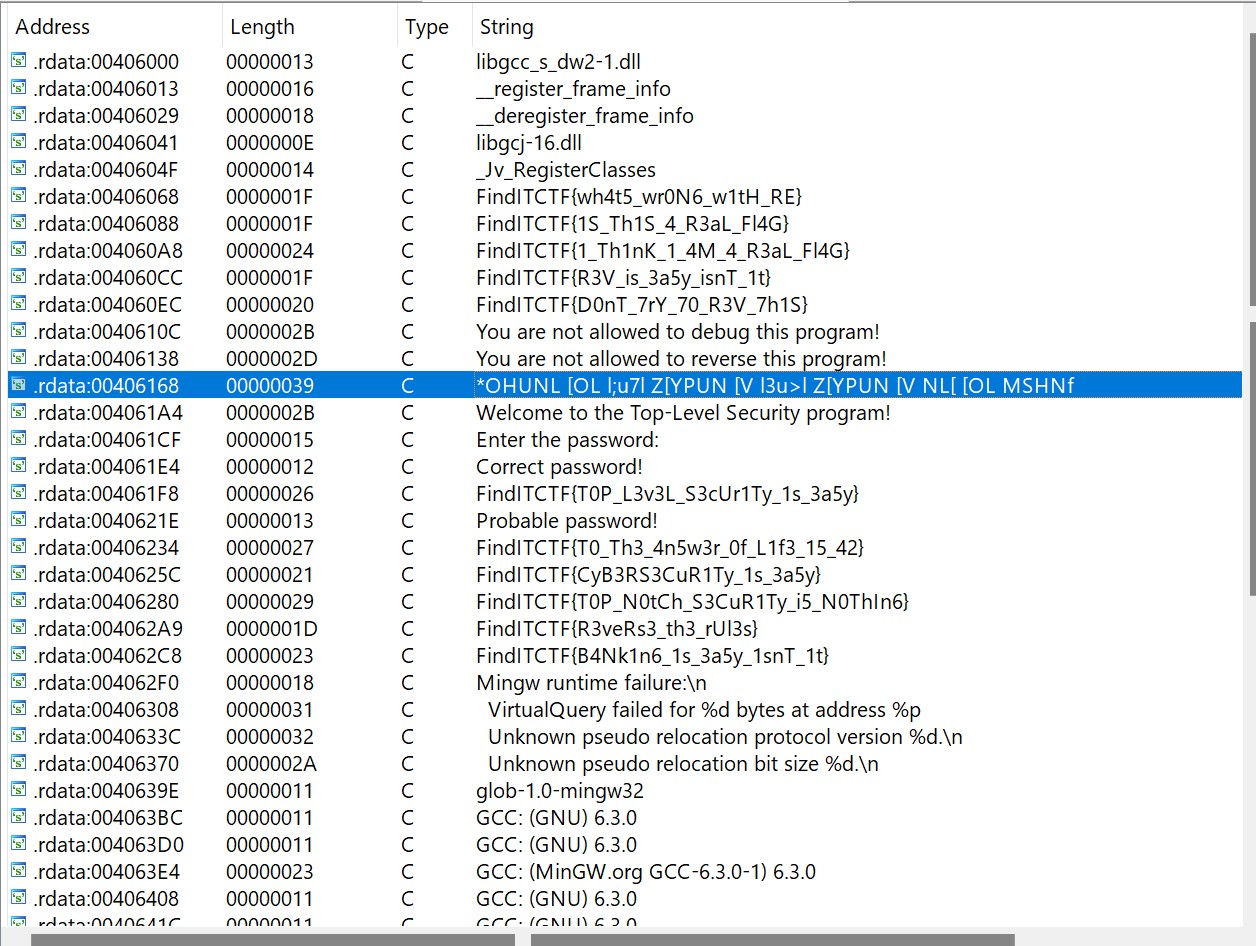 Address Length Type String
.rdata:00406000 00000013 C libgcc_s_dw2-1.dll
.rdata:00406013 00000016 C __register_frame_info
.rdata:00406029 00000018 C __deregister_frame_info
.rdata:00406041 0000000E C libgcj-16.dll
.rdata:0040604F 00000014 C _Jv_RegisterClasses
.rdata:00406068 0000001F C FindITCTF{wh4t5_wr0N6_w1tH_RE}
.rdata:00406088 0000001F C FindITCTF{1S_Th1S_4_R3aL_Fl4G}
.rdata:004060A8 00000024 C FindITCTF{1_Th1nK_1_4M_4_R3aL_Fl4G}
.rdata:004060CC 0000001F C FindITCTF{R3V_is_3a5y_isnT_1t}
.rdata:004060EC 00000020 C FindITCTF{D0nT_7rY_70_R3V_7h1S}
.rdata:0040610C 0000002B C You are not allowed to debug this program!
.rdata:00406138 0000002D C You are not allowed to reverse this program!
.rdata:00406168 00000039 C *OHUNL [OL l;u7l Z[YPUN [V l3u>l Z[YPUN [V NL[ [OL MSHNf
.rdata:004061A4 0000002B C Welcome to the Top-Level Security program!
.rdata:004061CF 00000015 C Enter the password:
.rdata:004061E4 00000012 C Correct password!
.rdata:004061F8 00000026 C FindITCTF{T0P_L3v3L_S3cUr1Ty_1s_3a5y}
.rdata:0040621E 00000013 C Probable password!
.rdata:00406234 00000027 C FindITCTF{T0_Th3_4n5w3r_0f_L1f3_15_42}
.rdata:0040625C 00000021 C FindITCTF{CyB3RS3CuR1Ty_1s_3a5y}
.rdata:00406280 00000029 C FindITCTF{T0P_N0tCh_S3CuR1Ty_i5_N0ThIn6}
.rdata:004062A9 0000001D C FindITCTF{R3veRs3_th3_rUl3s}
.rdata:004062C8 00000023 C FindITCTF{B4Nk1n6_1s_3a5y_1snT_1t}
.rdata:004062F0 00000018 C Mingw runtime failure:\n
.rdata:00406308 00000031 C VirtualQuery failed for %d bytes at address %p
.rdata:0040633C 00000032 C Unknown pseudo relocation protocol version %d.\n
.rdata:00406370 0000002A C Unknown pseudo relocation bit size %d.\n
.rdata:0040639E 00000011 C glob-1.0-mingw32
.rdata:004063BC 00000011 C GCC: (GNU) 6.3.0
.rdata:004063D0 00000011 C GCC: (GNU) 6.3.0
.rdata:004063E4 00000023 C GCC: (MinGW.org GCC-6.3.0-1) 6.3.0
.rdata:00406408 00000011 C GCC: (GNU) 6.3.0
.rdata:0040641C 00000011 C GCC: (GNU) 6.3.0